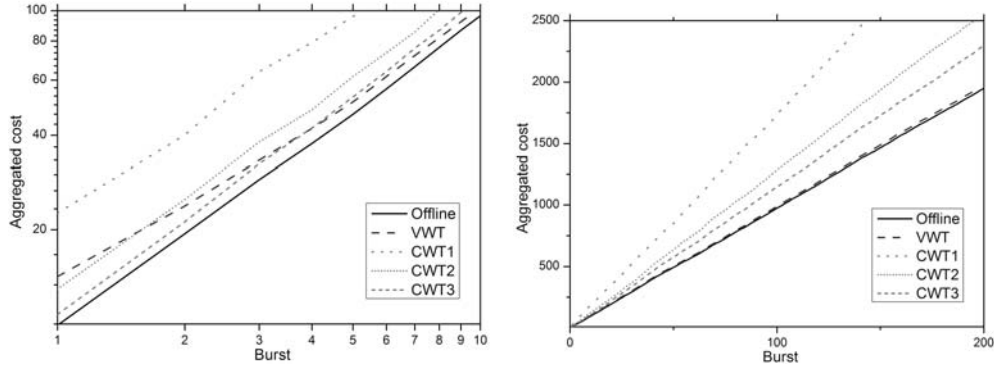 100
80
60
40
20
Aggregated cost
Offline
VWT
CWT1
CWT2
CWT3
1
2
3
4
5
6
7
8
9
10
Burst
2500
2000
1500
1000
500
Aggregated cost
Offline
VWT
CWT1
CWT2
CWT3
0
100
200
Burst